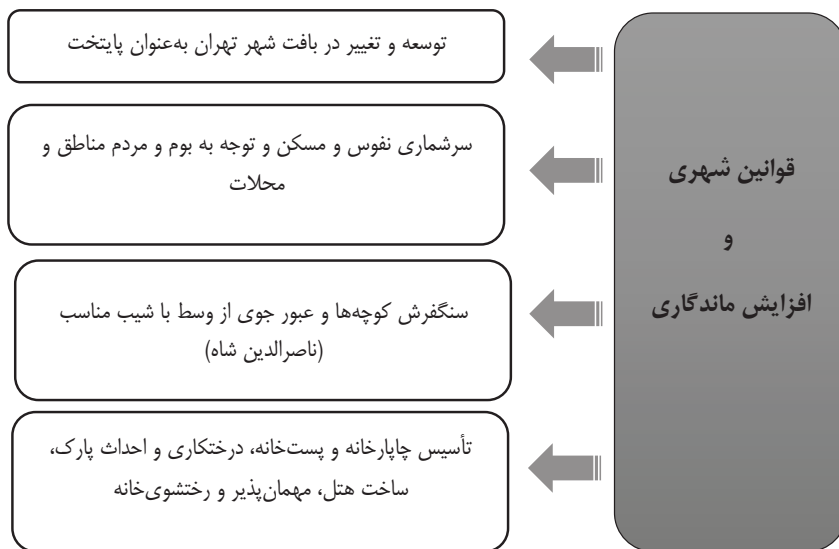 قوانین شهری
و
افزایش ماندگاری
توسعه و تغییر در بافت شهر تهران به‌عنوان پایتخت
سرشماری نفوس و مسکن و توجه به بوم و مردم مناطق و
محلات
سنگفرش کوچه‌ها و عبور جوی از وسط با شیب مناسب
(ناصرالدین شاه)
تأسیس چاپارخانه و پست‌خانه، درختکاری و احداث پارک،
ساخت هتل، مهمان‌پذیر و رختشوی‌خانه